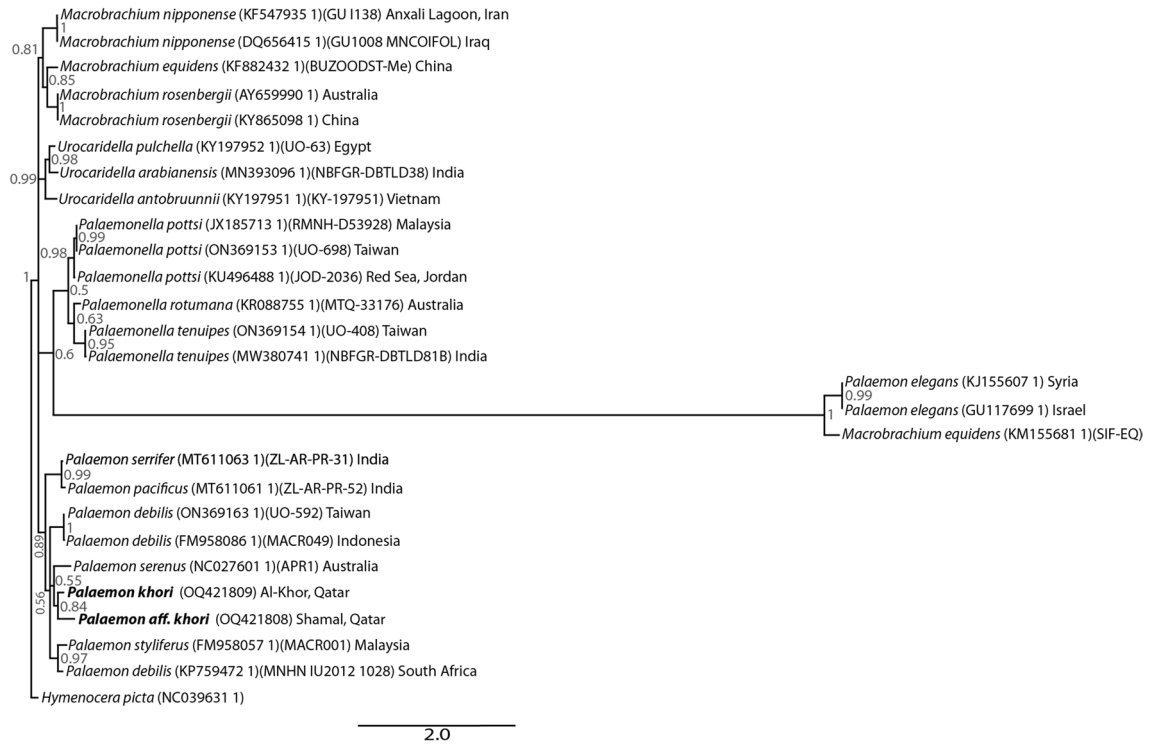 Macrobrachium nipponense (KF547935 1)(GU I138) Anxali Lagoon, Iran
1
Macrobrachium nipponense (DQ656415 1)(GU1008 MNCOIFOL) Iraq
0.81
Macrobrachium equidens (KF882432 1)(BUZOODST-Me) China
0.85
Macrobrachium rosenbergii (AY659990 1) Australia
1
Macrobrachium rosenbergii (KY865098 1) China
Urocaridella pulchella (KY197952 1)(UO-63) Egypt
0.98
Urocaridella arabianensis (MN393096 1)(NBFGR-DBTLD38) India
0.99
Urocaridella antobruunnii (KY197951 1)(KY-197951) Vietnam
Palaemonella pottsi (JX185713 1)(RMNH-D53928) Malaysia
0.99
Palaemonella pottsi (ON369153 1)(UO-698) Taiwan
0.98
Palaemonella pottsi (KU496488 1)(JOD-2036) Red Sea, Jordan
1
0.5
Palaemonella rotumana (KR088755 1)(MTQ-33176) Australia
0.63
Palaemonella tenuipes (ON369154 1)(UO-408) Taiwan
0.95
Palaemonella tenuipes (MW380741 1)(NBFGR-DBTLD81B) India
0.6
Palaemon elegans (KJ155607 1) Syria
0.99
Palaemon elegans (GU117699 1) Israel
1
Macrobrachium equidens (KM155681 1)(SIF-EQ)
Palaemon serrifer (MT611063 1)(ZL-AR-PR-31) India
0.99
Palaemon pacificus (MT611061 1)(ZL-AR-PR-52) India
Palaemon debilis (ON369163 1)(UO-592) Taiwan
1
Palaemon debilis (FM958086 1)(MACR049) Indonesia
0.89
Palaemon serenus (NC027601 1)(APR1) Australia
0.55
Palaemon khori (OQ421809) Al-Khor, Qatar
0.84
0.56
Palaemon aff. khori (OQ421808) Shamal, Qatar
Palaemon styliferus (FM958057 1)(MACR001) Malaysia
0.97
Palaemon debilis (KP759472 1)(MNHN IU2012 1028) South Africa
Hymenocera picta (NC039631 1)
2.0